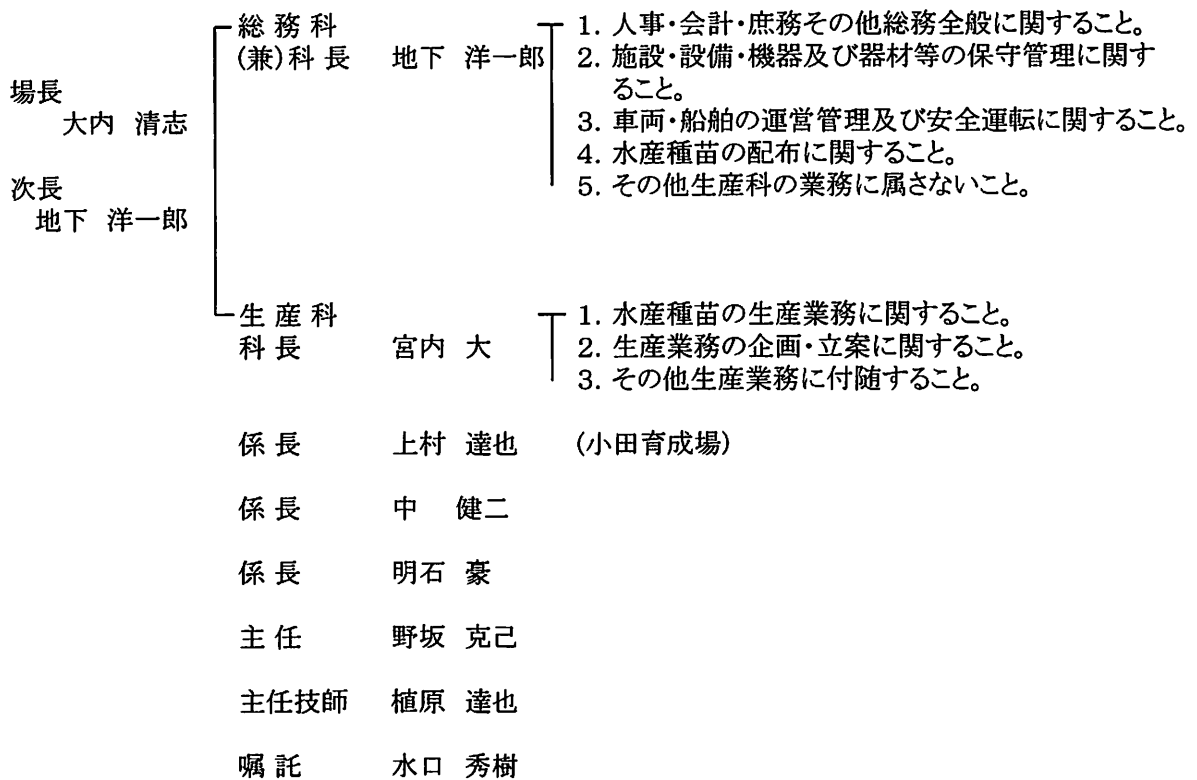 場長
大内 清志
次長
地下 洋一郎
総務科
(兼)科長 地下 洋一郎
1. 人事・会計・庶務その他総務全般に関すること。
2. 施設・設備・機器及び器材等の保守管理に関す
ること。
3. 車両・船舶の運営管理及び安全運転に関すること。
4. 水産種苗の配布に関すること。
5. その他生産科の業務に属さないこと。
生産科
科長 宮内 大
1. 水産種苗の生産業務に関すること。
2. 生産業務の企画・立案に関すること。
3. その他生産業務に付随すること。
係長 上村 達也 (小田育成場)
係長 中 健二
係長 明石 豪
主任 野坂 克己
主任技師 植原 達也
嘱託 水口 秀樹